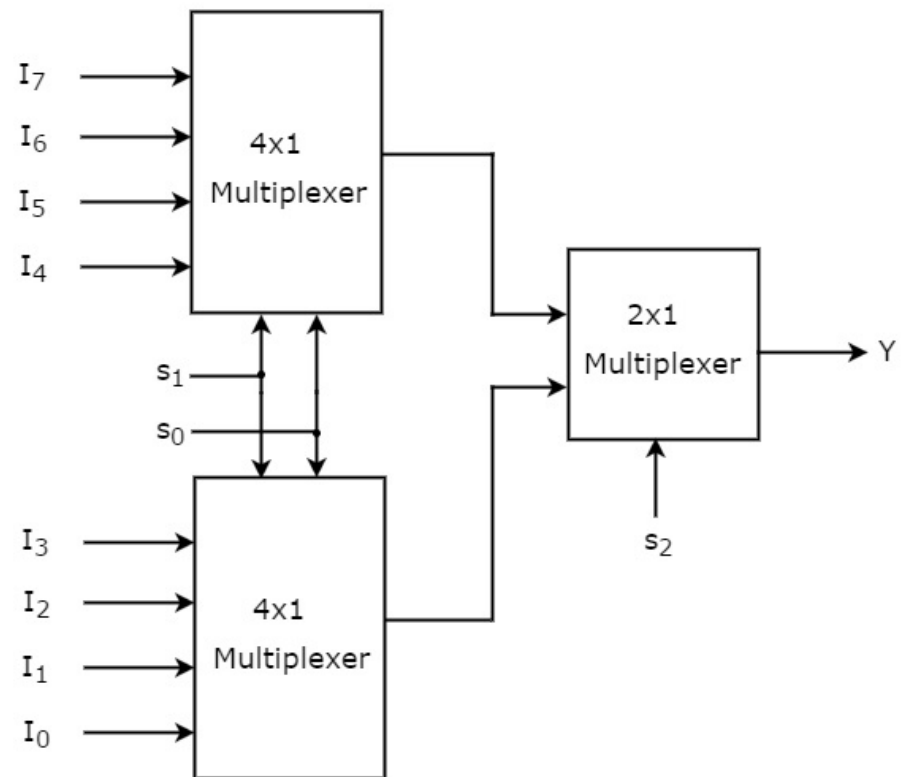 I₇
I₆
I₅
I₄
4x1
Multiplexer
s₁
s₀
I₃
I₂
I₁
I₀
4x1
Multiplexer
2x1
Multiplexer
s₂
Y